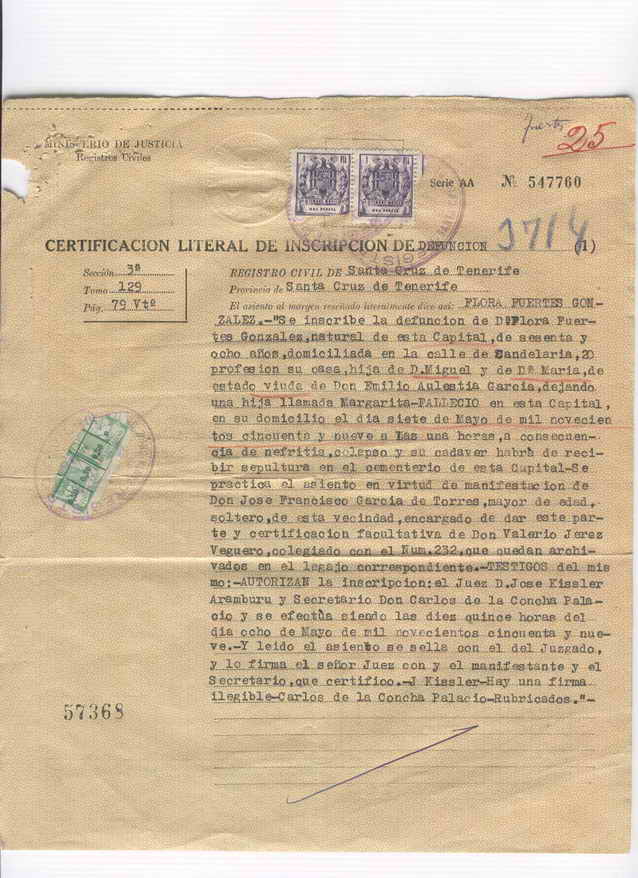 Fuertes 25
MINISTERIO DE JUSTICIA
Registros Civiles
Serie AA Nº 547760
CERTIFICACION LITERAL DE INSCRIPCION DE DEFUNCION 3714 (1)
Sección 3ª
Tomo 129
Pág. 79 Vtº
REGISTRO CIVIL DE Santa Cruz de Tenerife
Provincia de Santa Cruz de Tenerife
El asiento al margen reseñado literalmente dice así: FLORA FUERTES GON-
ZALEZ.-"Se inscribe la defuncion de Dª Flora Fuer-
tes Gonzalez, natural de esta Capital, de sesenta y
ocho años, domiciliada en la calle de Candelaria, 20
profesion su casa, hija de D. Miguel y de Dª Maria, de
estado viuda de Don Emilio Aulestia Garcia, dejando
una hija llamada Margarita-FALLECIO en esta Capital,
en su domicilio el dia siete de Mayo de mil novecien
tos cincuenta y nueve a las una horas, a consecuen-
cia de nefritis, colapso y su cadaver habrà de reci-
bir sepultura en el cementerio de esta Capital-Se
practica el asiento en virtud de manifestacion de
Don Jose Francisco Garcia de Torres, mayor de edad,
soltero, de esta vecindad, encargado de dar este par-
te y certificacion facultativa de Don Valerio Jerez
Veguero, colegiado con el Num. 232, que quedan archi-
vados en el legajo correspondiente.-TESTIGOS del mis
mo:-AUTORIZAN la inscripcion: el Juez D. Jose Kissler
Aramburu y Secretario Don Carlos de la Concha Pala-
cio y se efectùa siendo las diez quince horas del
dia ocho de Mayo de mil novecientos cincuenta y nue-
ve.-Y leido el asiento se sella con el del Juzgado,
y lo firma el señor Juez con y el manifestante y el
Secretario, que certifico.-J Kissler-Hay una firma
ilegible-Carlos de la Concha Palacio-Rubricados."-
57368